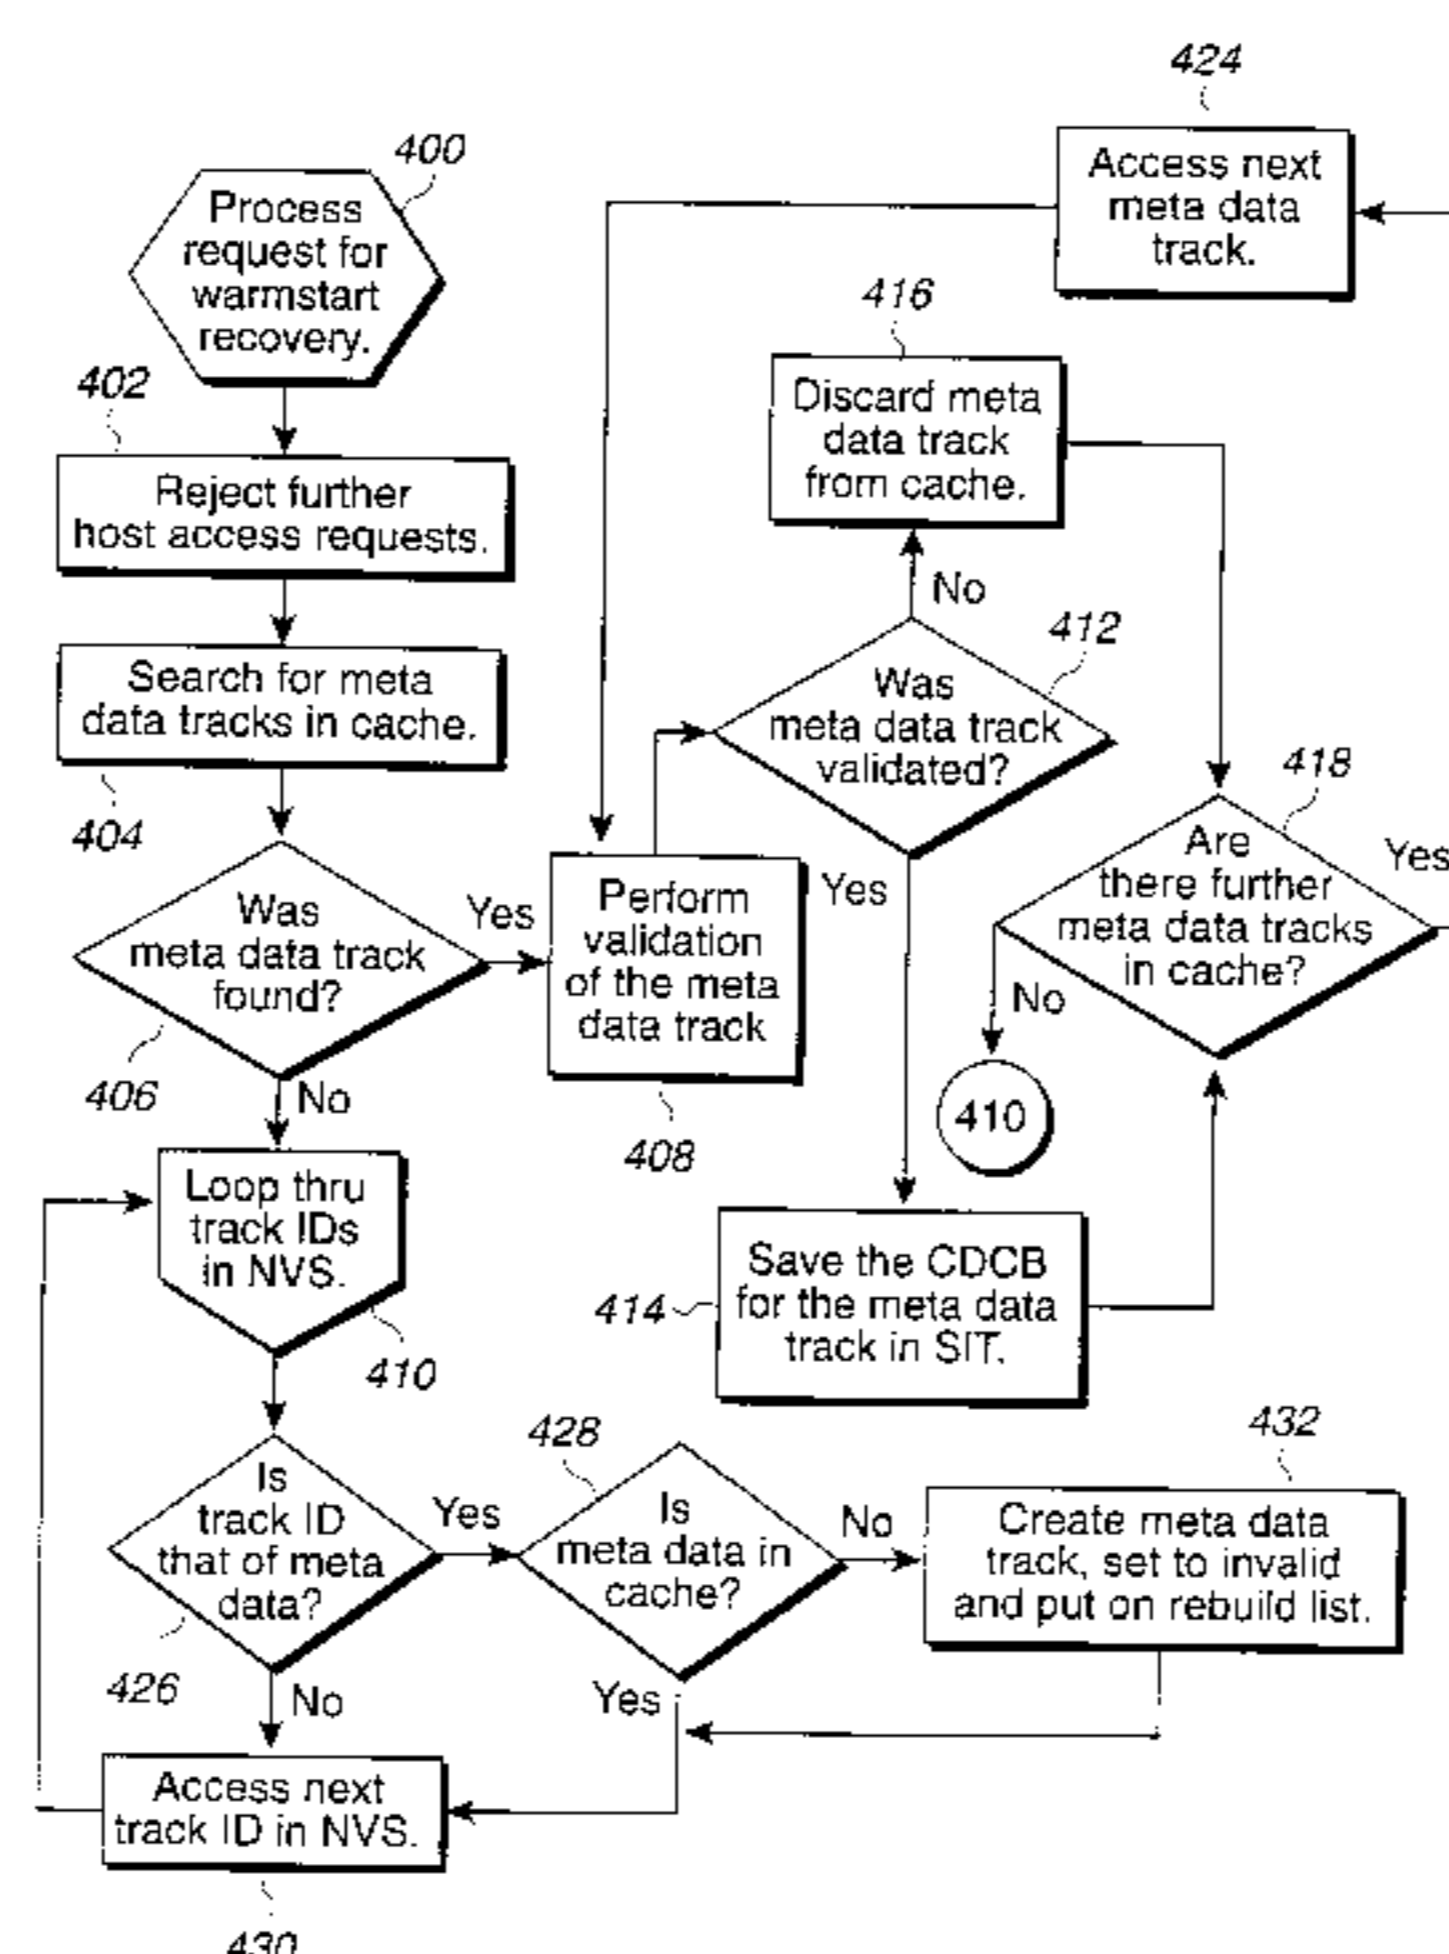 400
Process
request for
warmstart
recovery.
402
Reject further
host access requests.
Search for meta
data tracks in cache.
404
Was
meta data track
found?
406
Yes
No
Perform
validation
of the meta
data track
408
424
Access next
meta data
track.
416
Discard meta
data track
from cache.
No
412
Was
meta data track
validated?
Yes
418
Are
there further
meta data tracks
in cache?
Yes
No
410
Save the CDCB
for the meta data
track in SIT.
414
Loop thru
track IDs
in NVS.
410
Is
track ID
that of meta
data?
426
Yes
No
428
Is
meta data in
cache?
No
Yes
432
Create meta data
track, set to invalid
and put on rebuild list.
Access next
track ID in NVS.
430